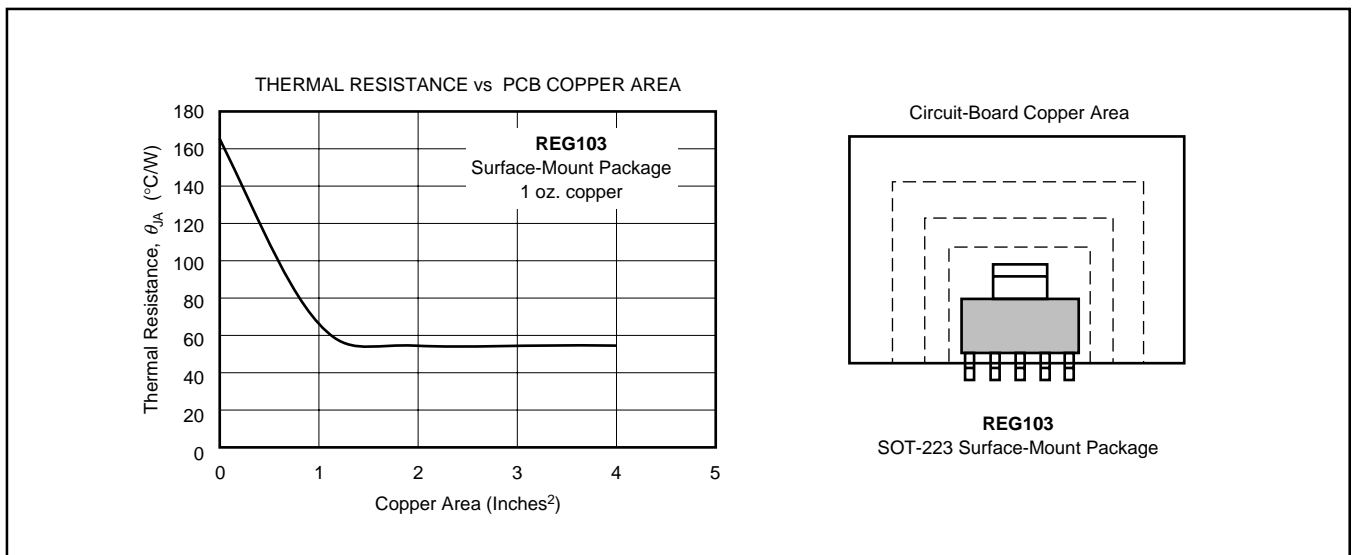 THERMAL RESISTANCE vs PCB COPPER AREA
180
160
140
120
100
80
60
40
20
0
Thermal Resistance, θJA (°C/W)
REG103
Surface-Mount Package
1 oz. copper
0 1 2 3 4 5
Copper Area (Inches²)
Circuit-Board Copper Area
REG103
SOT-223 Surface-Mount Package